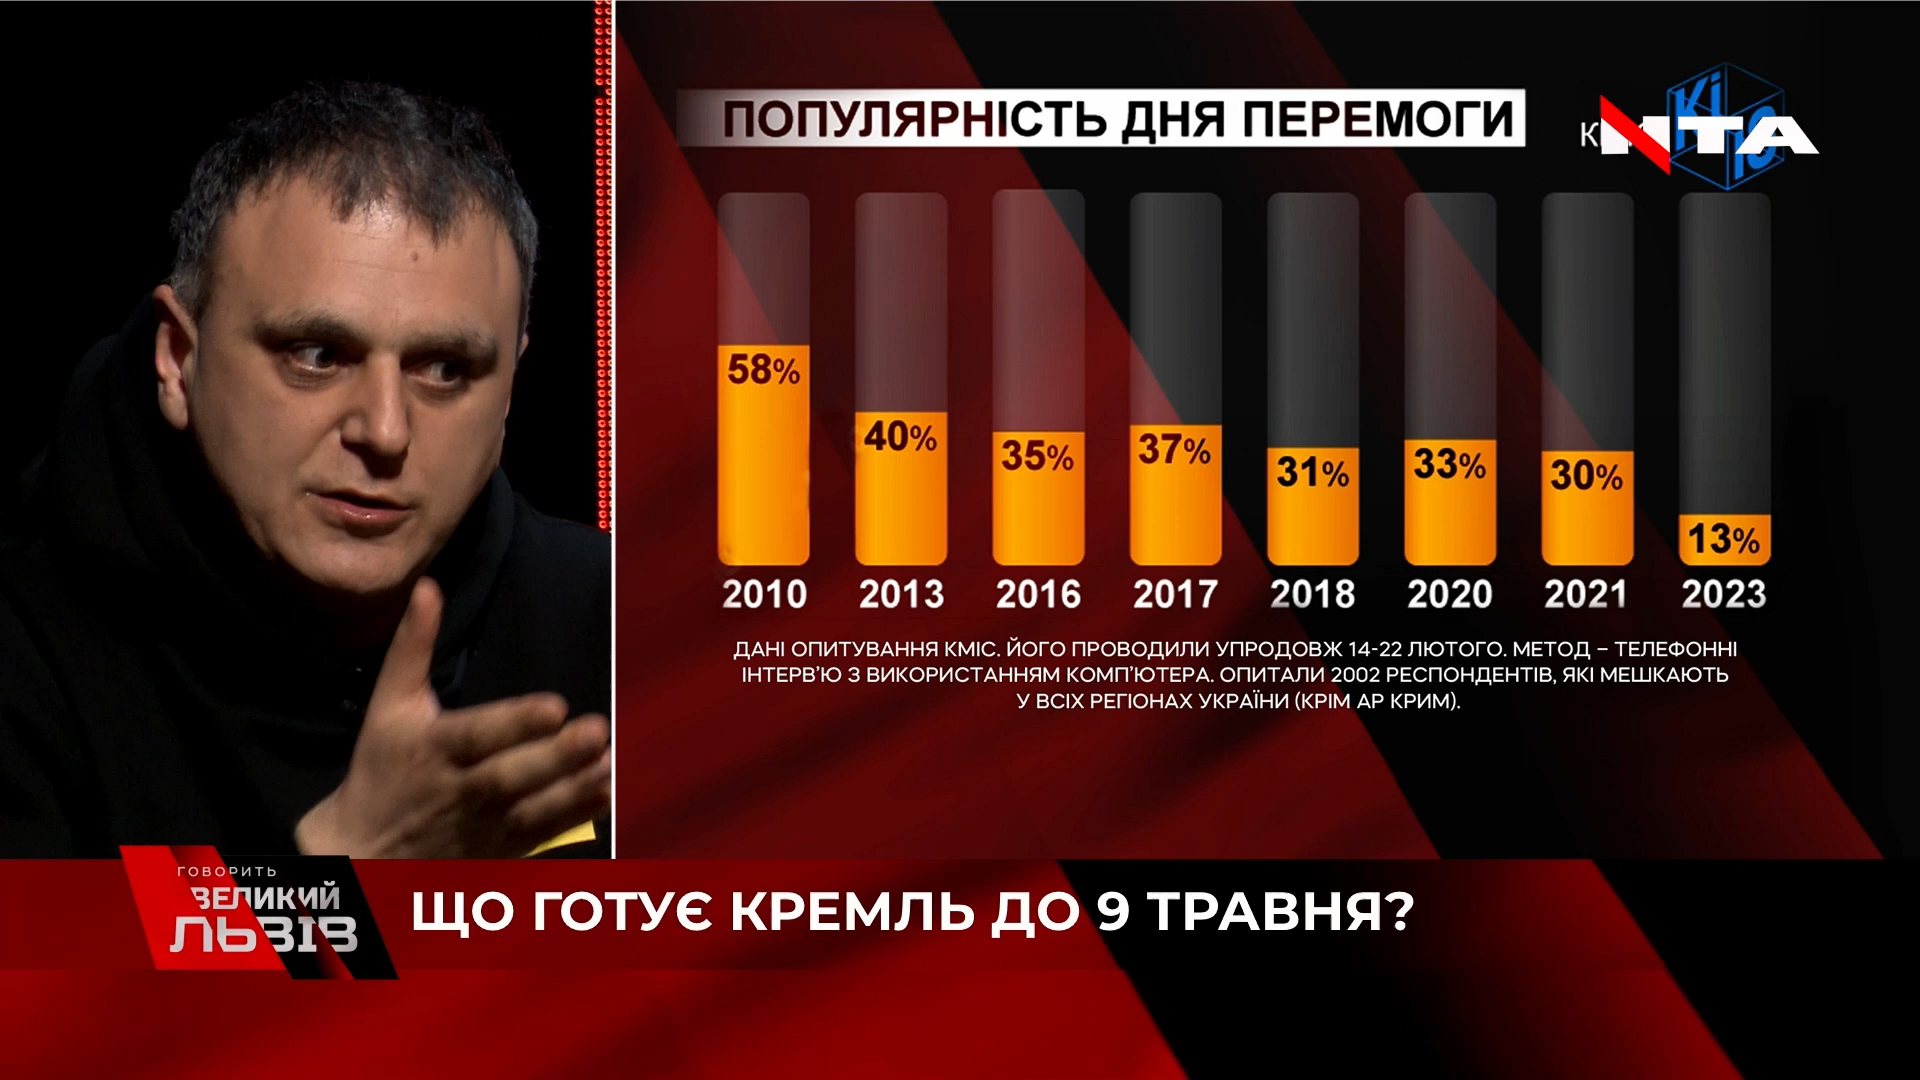 ПОПУЛЯРНІСТЬ ДНЯ ПЕРЕМОГИ
NTA
58% 40% 35% 37% 31% 33% 30% 13%
2010 2013 2016 2017 2018 2020 2021 2023
ДАНІ ОПИТУВАННЯ КМІС. ЙОГО ПРОВОДИЛИ УПРОДОВЖ 14-22 ЛЮТОГО. МЕТОД – ТЕЛЕФОННІ
ІНТЕРВ'Ю З ВИКОРИСТАННЯМ КОМП'ЮТЕРА. ОПИТАЛИ 2002 РЕСПОНДЕНТІВ, ЯКІ МЕШКАЮТЬ
У ВСІХ РЕГІОНАХ УКРАЇНИ (КРІМ АР КРИМ).
ГОВОРИТЬ
ВЕЛИКИЙ
ЛЬВІВ
ЩО ГОТУЄ КРЕМЛЬ ДО 9 ТРАВНЯ?